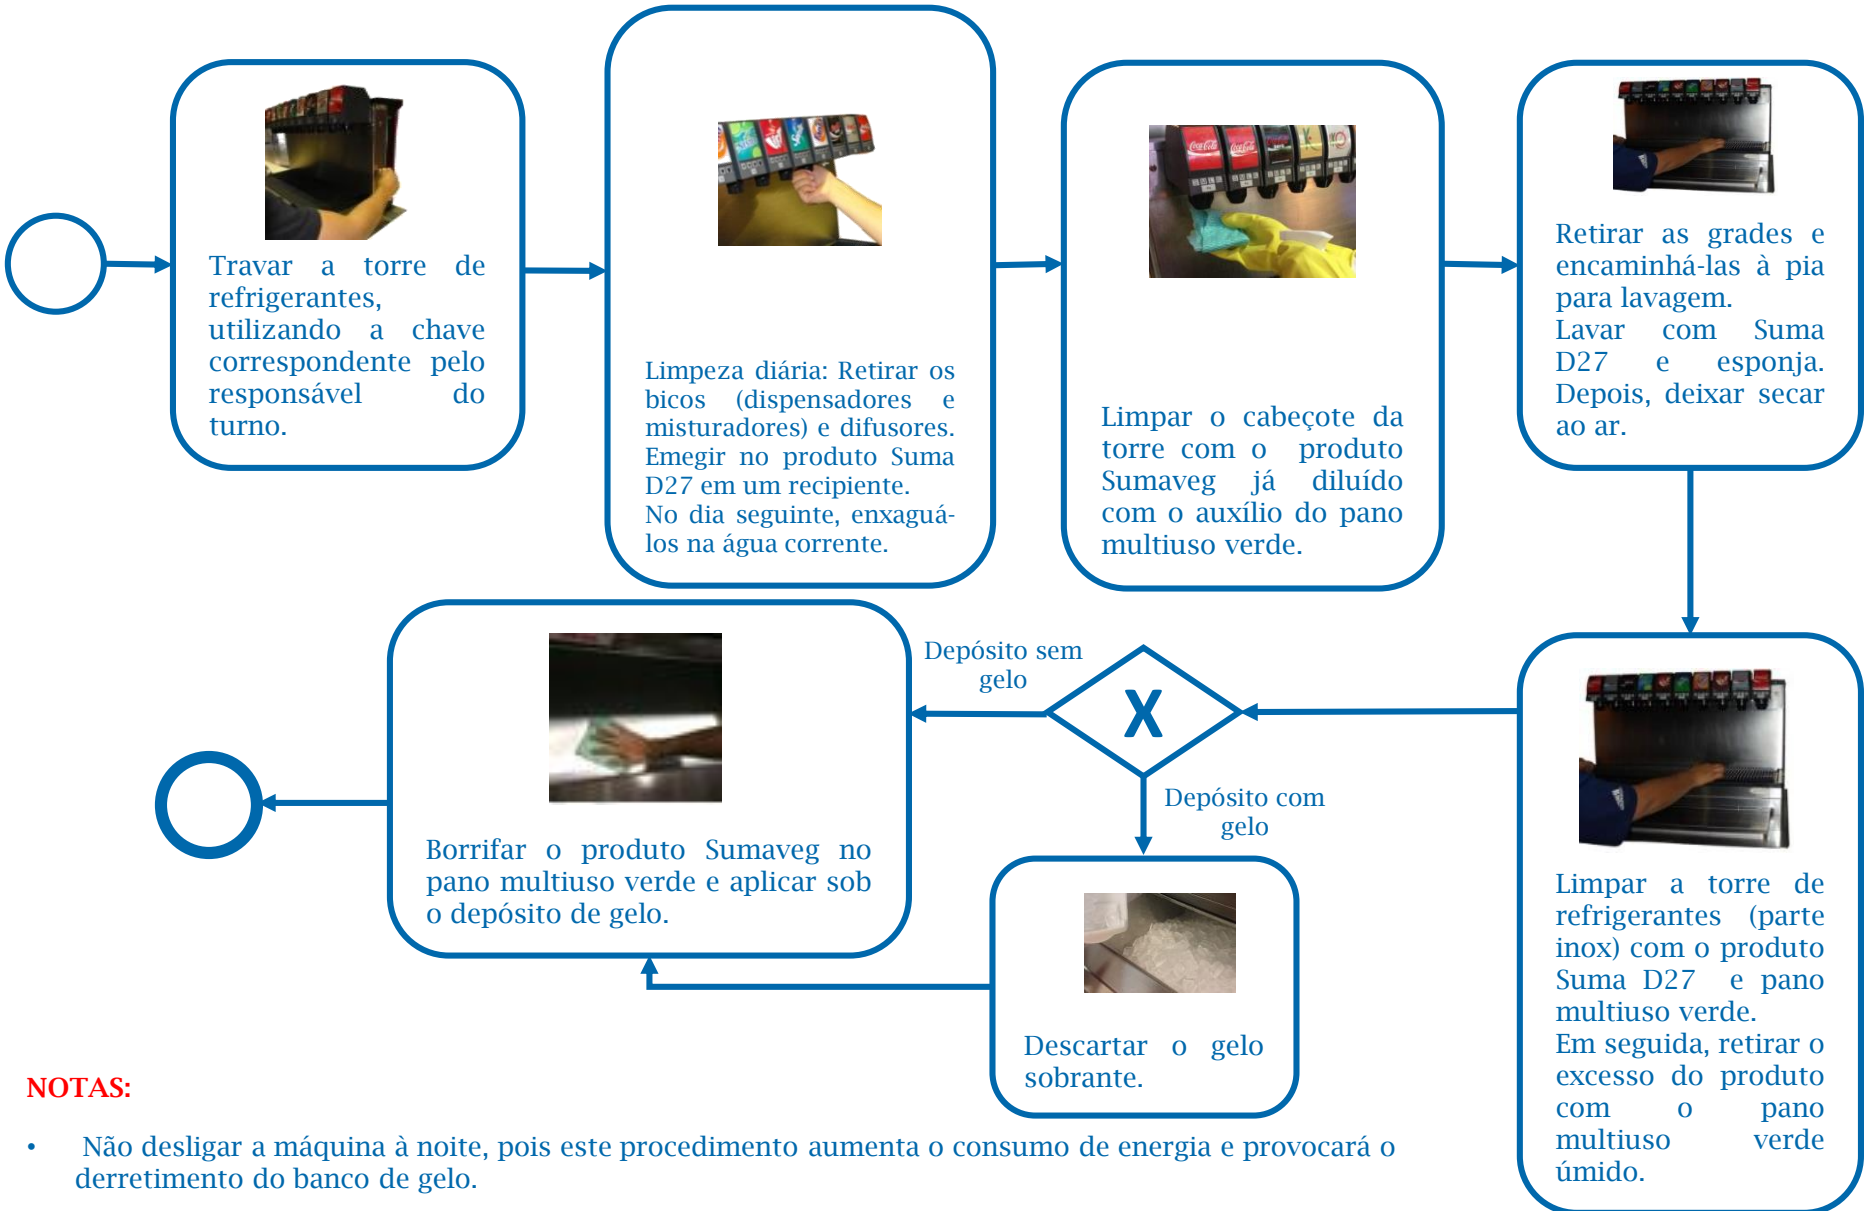 Travar a torre de
refrigerantes,
utilizando a chave
correspondente pelo
responsável do
turno.
Limpeza diária: Retirar os
bicos (dispensadores e
misturadores) e difusores.
Emegir no produto Suma
D27 em um recipiente.
No dia seguinte, enxaguá-
los na água corrente.
Coca-Cola
Coca-Cola
Limpar o cabeçote da
torre com o produto
Sumaveg já diluído
com o auxílio do pano
multiuso verde.
Retirar as grades e
encaminhá-las à pia
para lavagem.
Lavar com Suma
D27 e esponja.
Depois, deixar secar
ao ar.
Limpar a torre de
refrigerantes (parte
inox) com o produto
Suma D27 e pano
multiuso verde.
Em seguida, retirar o
excesso do produto
com o pano
multiuso verde
úmido.
X
Depósito sem
gelo
Depósito com
gelo
Descartar o gelo
sobrante.
Borrifar o produto Sumaveg no
pano multiuso verde e aplicar sob
o depósito de gelo.
NOTAS:
• Não desligar a máquina à noite, pois este procedimento aumenta o consumo de energia e provocará o
derretimento do banco de gelo.